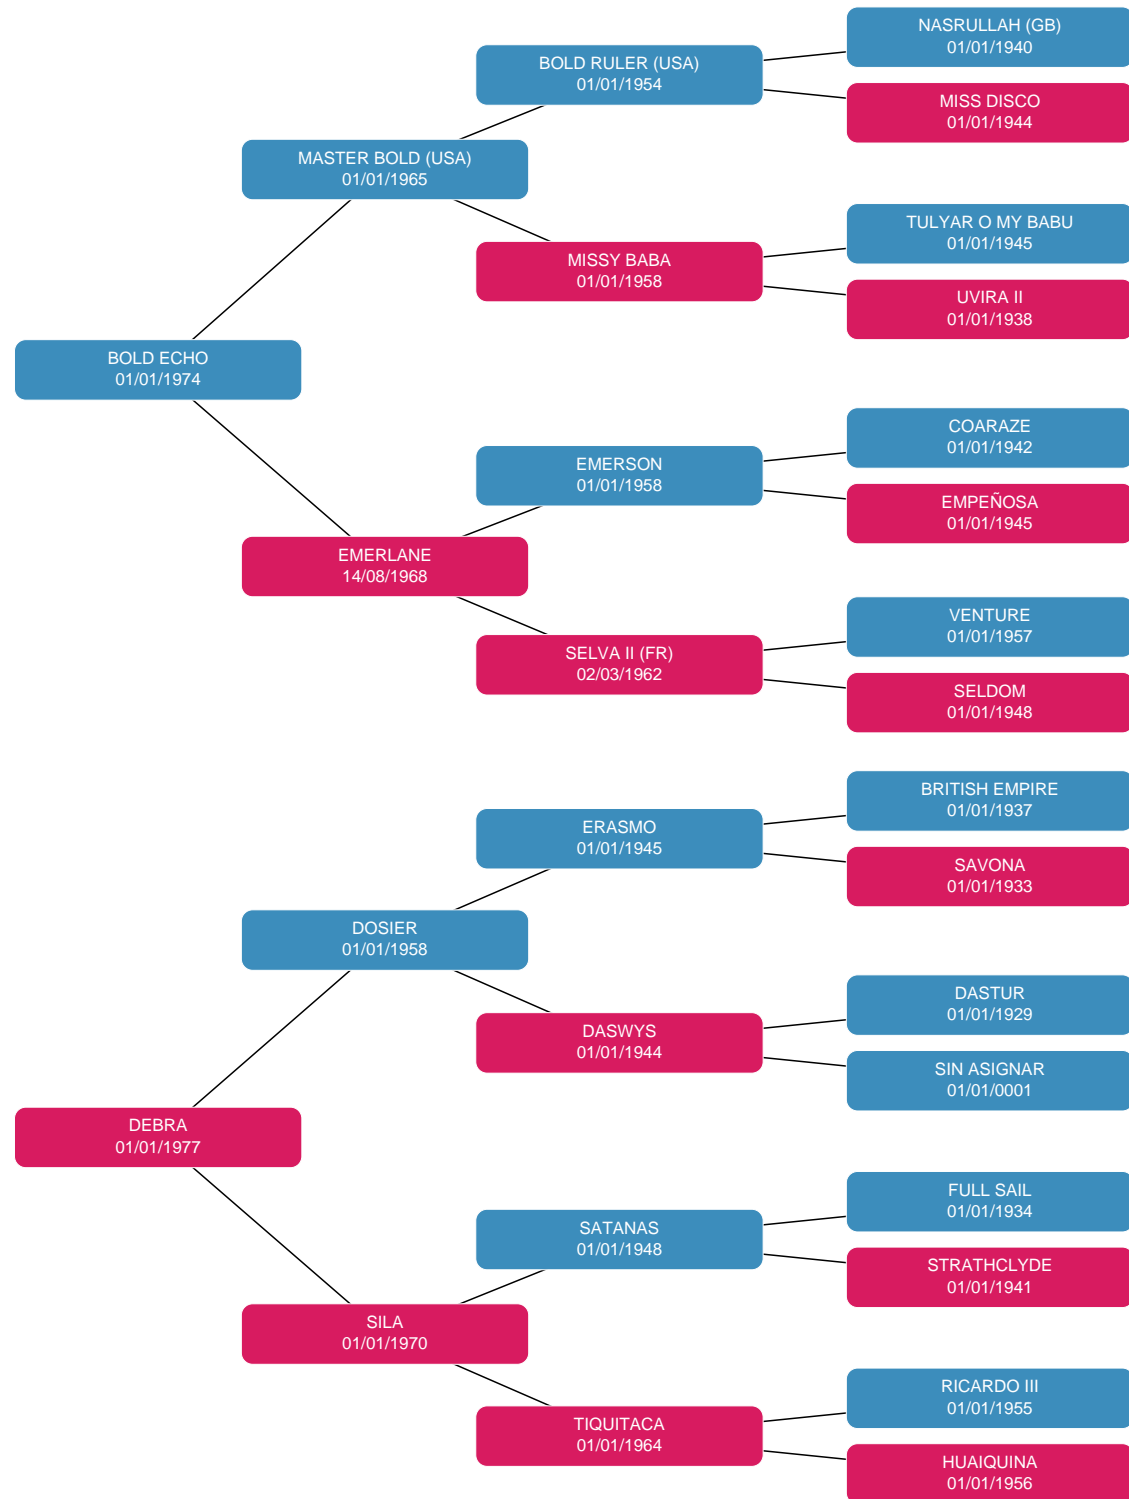 NASRULLAH (GB)
01/01/1940
BOLD RULER (USA)
01/01/1954
MISS DISCO
01/01/1944
MASTER BOLD (USA)
01/01/1965
TULYAR O MY BABU
01/01/1945
MISSY BABA
01/01/1958
UVIRA II
01/01/1938
BOLD ECHO
01/01/1974
COARAZE
01/01/1942
EMERSON
01/01/1958
EMPEÑOSA
01/01/1945
EMERLANE
14/08/1968
VENTURE
01/01/1957
SELVA II (FR)
02/03/1962
SELDOM
01/01/1948
BRITISH EMPIRE
01/01/1937
ERASMO
01/01/1945
SAVONA
01/01/1933
DOSIER
01/01/1958
DASTUR
01/01/1929
DASWYS
01/01/1944
SIN ASIGNAR
01/01/0001
DEBRA
01/01/1977
FULL SAIL
01/01/1934
SATANAS
01/01/1948
STRATHCLYDE
01/01/1941
SILA
01/01/1970
RICARDO III
01/01/1955
TIQUITACA
01/01/1964
HUAIQUINA
01/01/1956